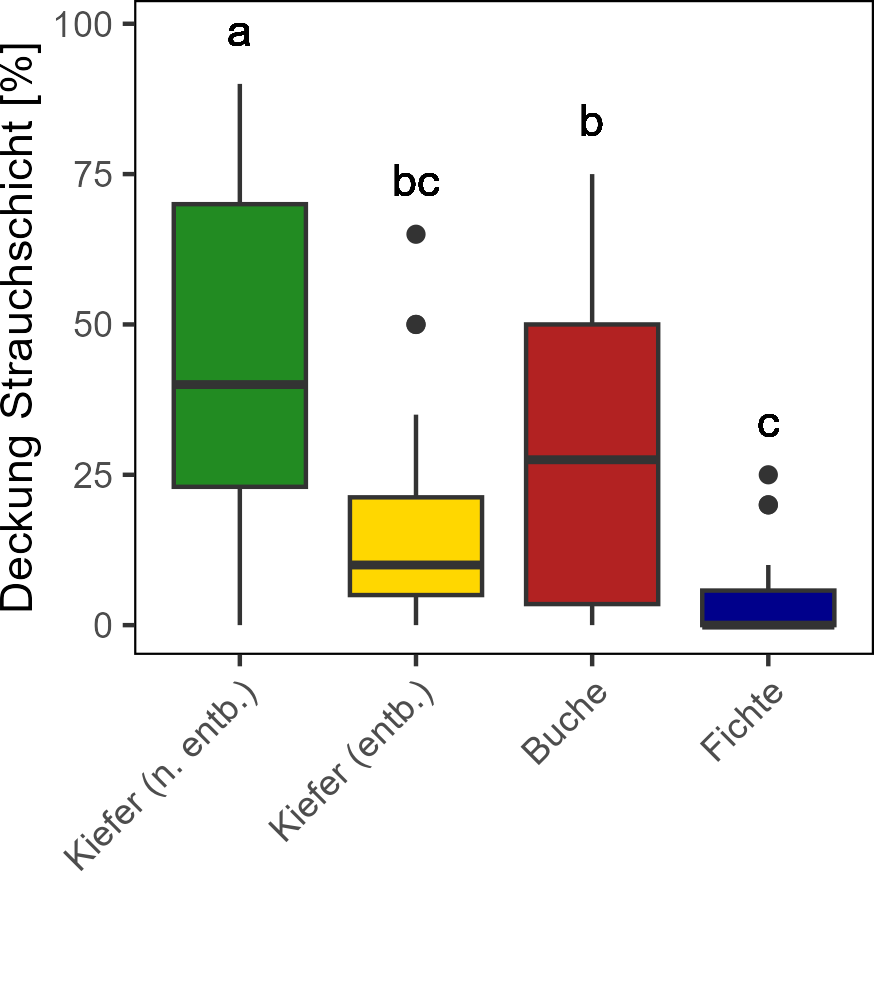 Deckung Strauchschicht [%]
100
75
50
25
0
a
bc
b
c
Kiefer (n. entb.)
Kiefer (entb.)
Buche
Fichte